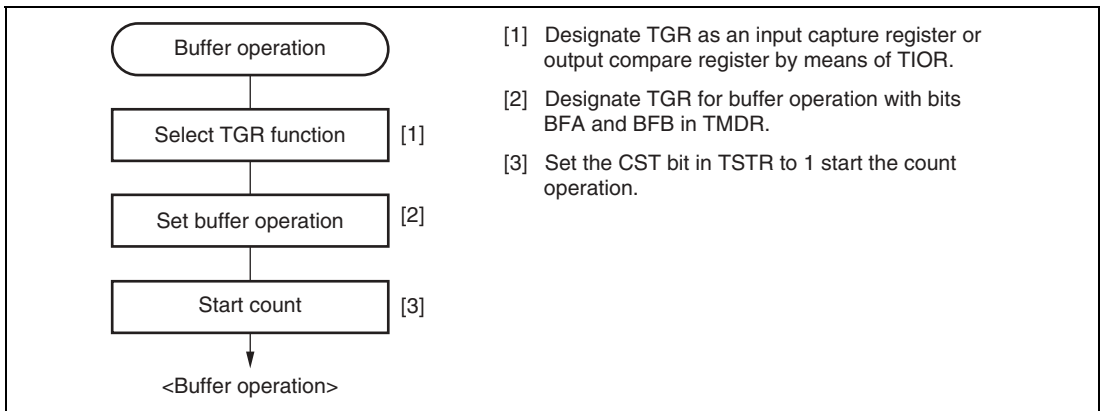 Buffer operation
Select TGR function
[1]
Set buffer operation
[2]
Start count
[3]
<Buffer operation>
[1] Designate TGR as an input capture register or
output compare register by means of TIOR.
[2] Designate TGR for buffer operation with bits
BFA and BFB in TMDR.
[3] Set the CST bit in TSTR to 1 start the count
operation.